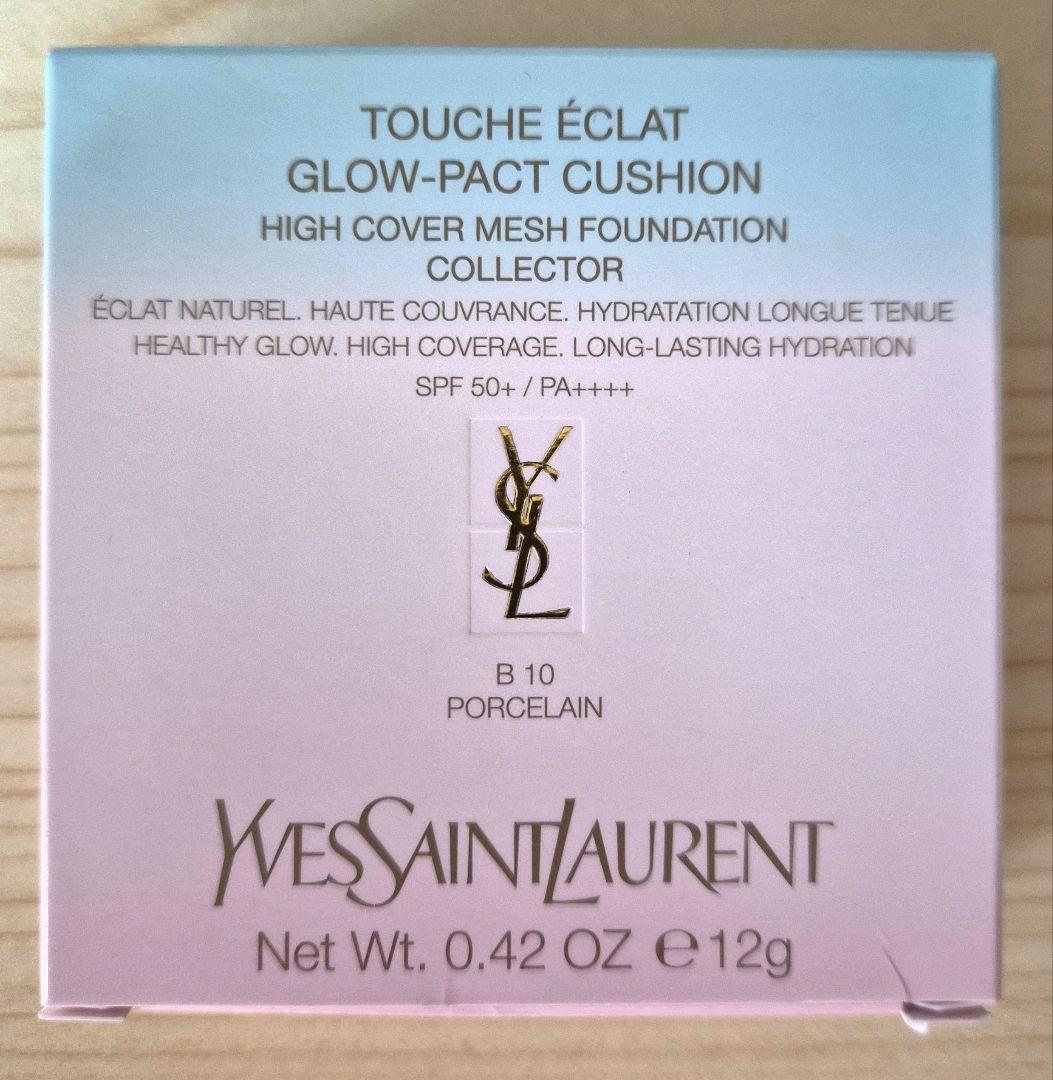 TOUCHE ÉCLAT
GLOW-PACT CUSHION
HIGH COVER MESH FOUNDATION
COLLECTOR
ÉCLAT NATUREL. HAUTE COUVRANCE. HYDRATATION LONGUE TENUE
HEALTHY GLOW. HIGH COVERAGE. LONG-LASTING HYDRATION
SPF 50+ / PA++++
YSL
B 10
PORCELAIN
YVESSAINTLAURENT
Net Wt. 0.42 OZ ℮ 12g